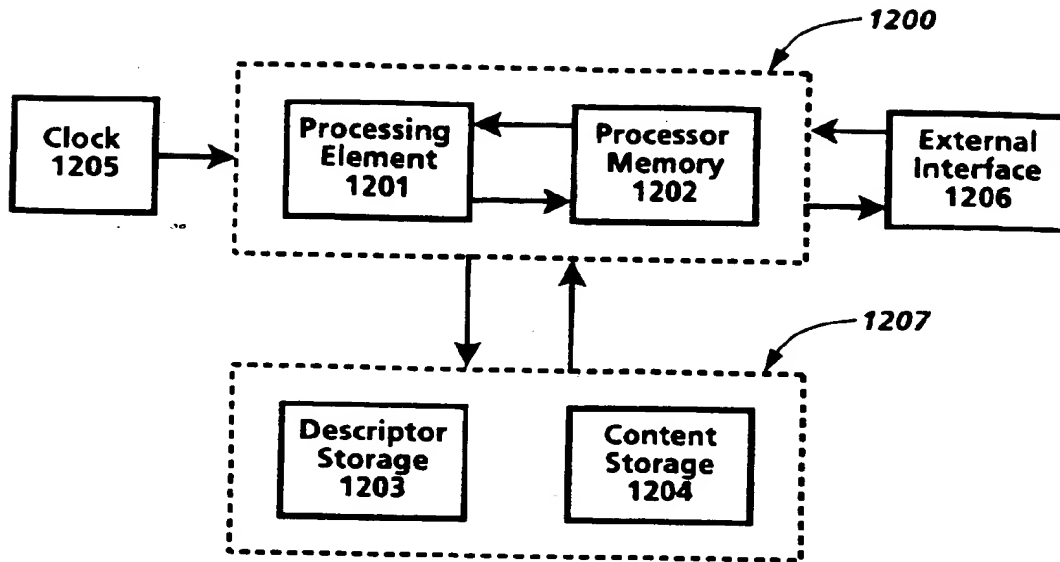 1200
Clock
1205
Processing
Element
1201
Processor
Memory
1202
External
Interface
1206
1207
Descriptor
Storage
1203
Content
Storage
1204